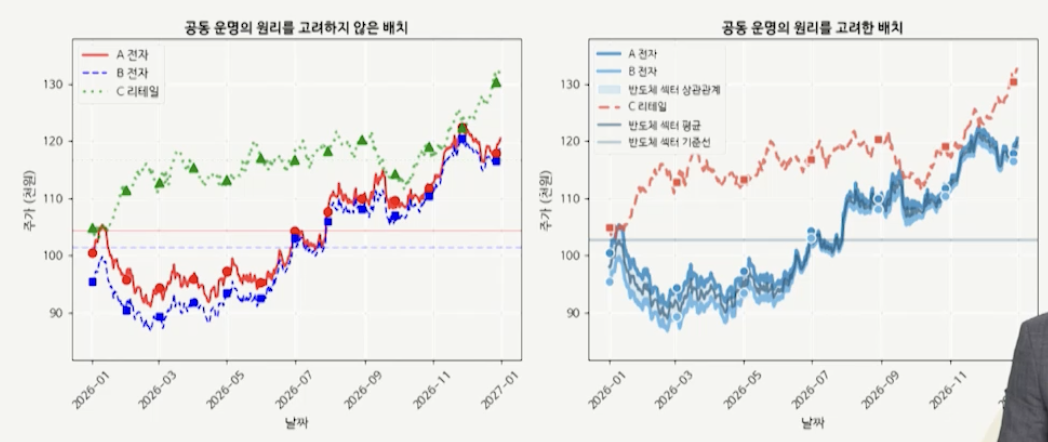 공동 운명의 원리를 고려하지 않은 배치
A 전자
B 전자
C 리테일
주가 (천원)
130
120
110
100
90
2026-01
2026-03
2026-05
2026-07
2026-09
2026-11
2027-01
날짜
공동 운명의 원리를 고려한 배치
A 전자
B 전자
반도체 섹터 상관관계
C 리테일
반도체 섹터 평균
반도체 섹터 기준선
주가 (천원)
130
120
110
100
90
2026-01
2026-03
2026-05
2026-07
2026-09
2026-11
날짜